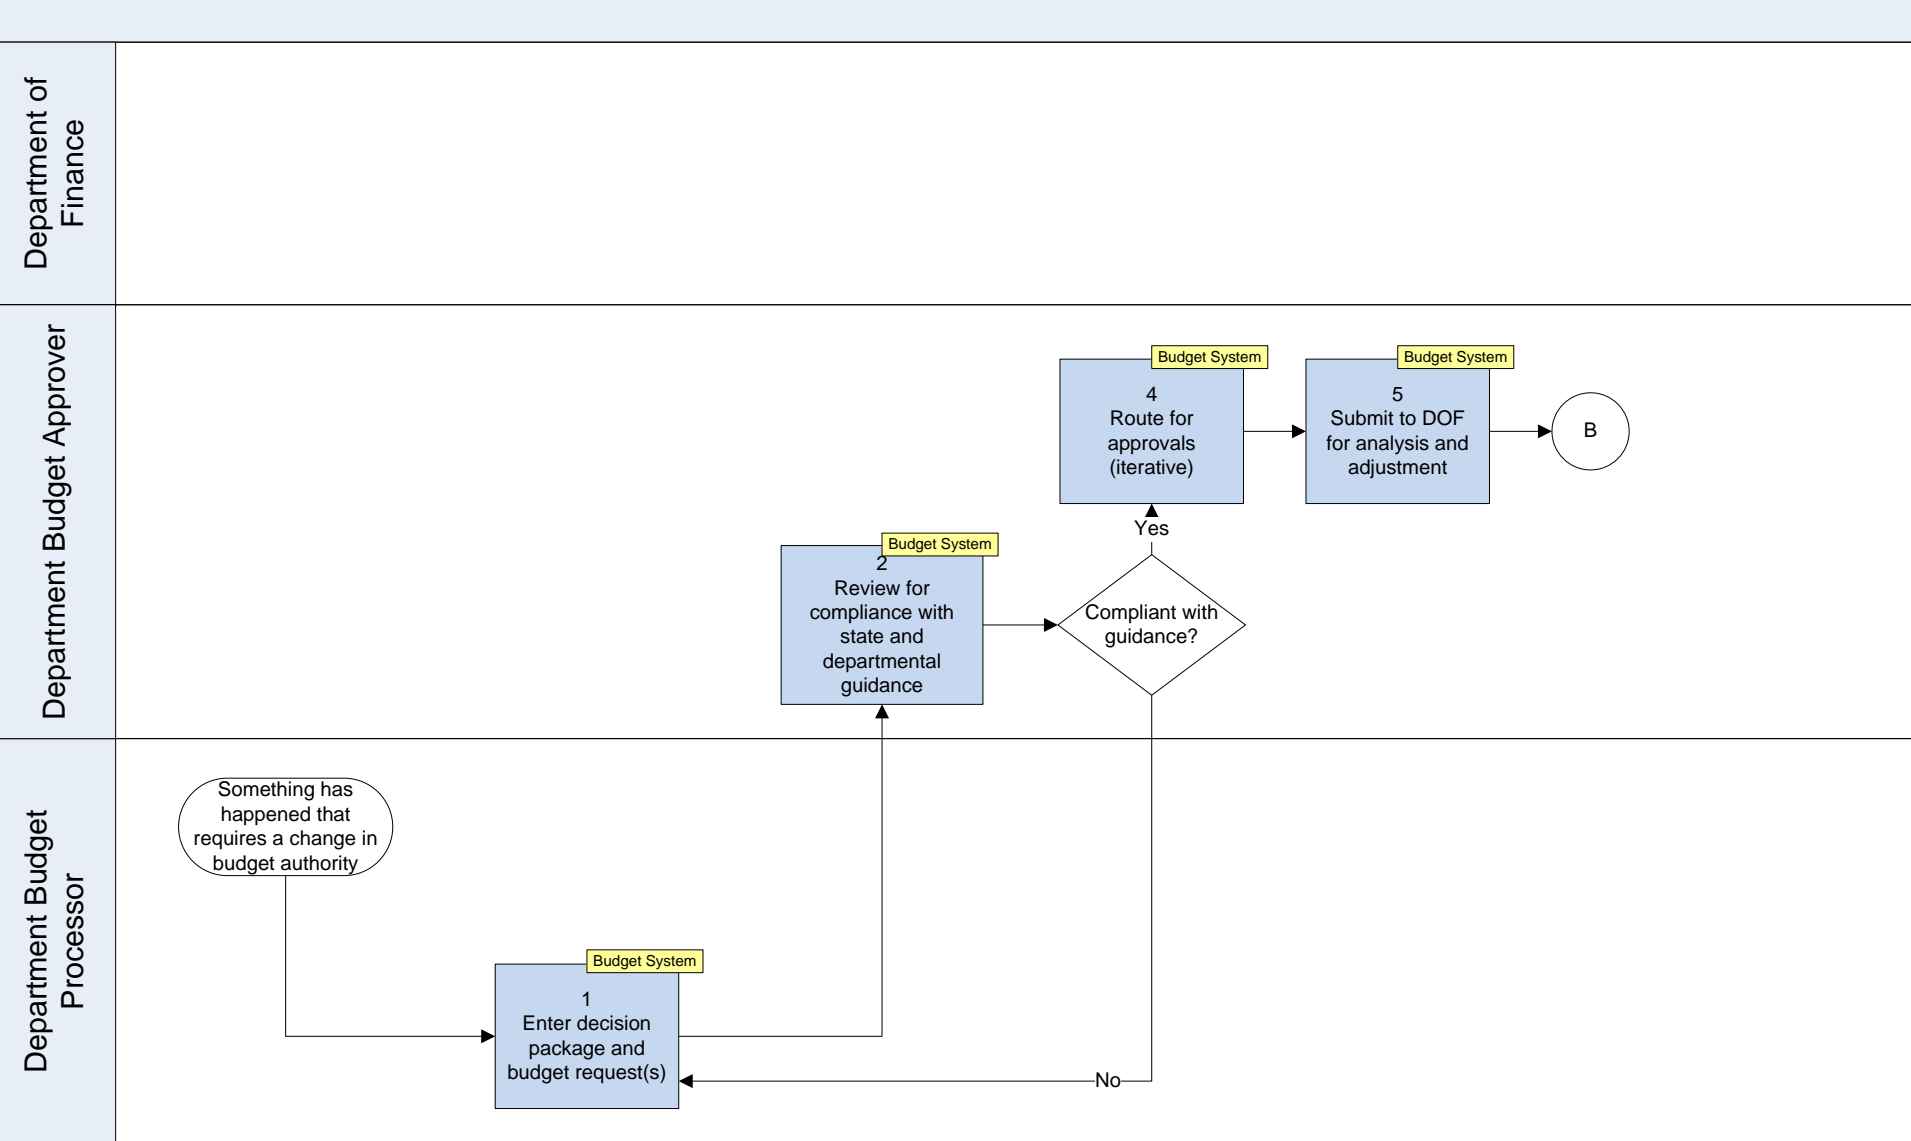 Department of
Finance
Department Budget Approver
Budget System
4
Route for
approvals
(iterative)
Budget System
5
Submit to DOF
for analysis and
adjustment
B
Yes
Budget System
2
Review for
compliance with
state and
departmental
guidance
Compliant with
guidance?
Department Budget
Processor
Something has
happened that
requires a change in
budget authority
Budget System
1
Enter decision
package and
budget request(s)
No